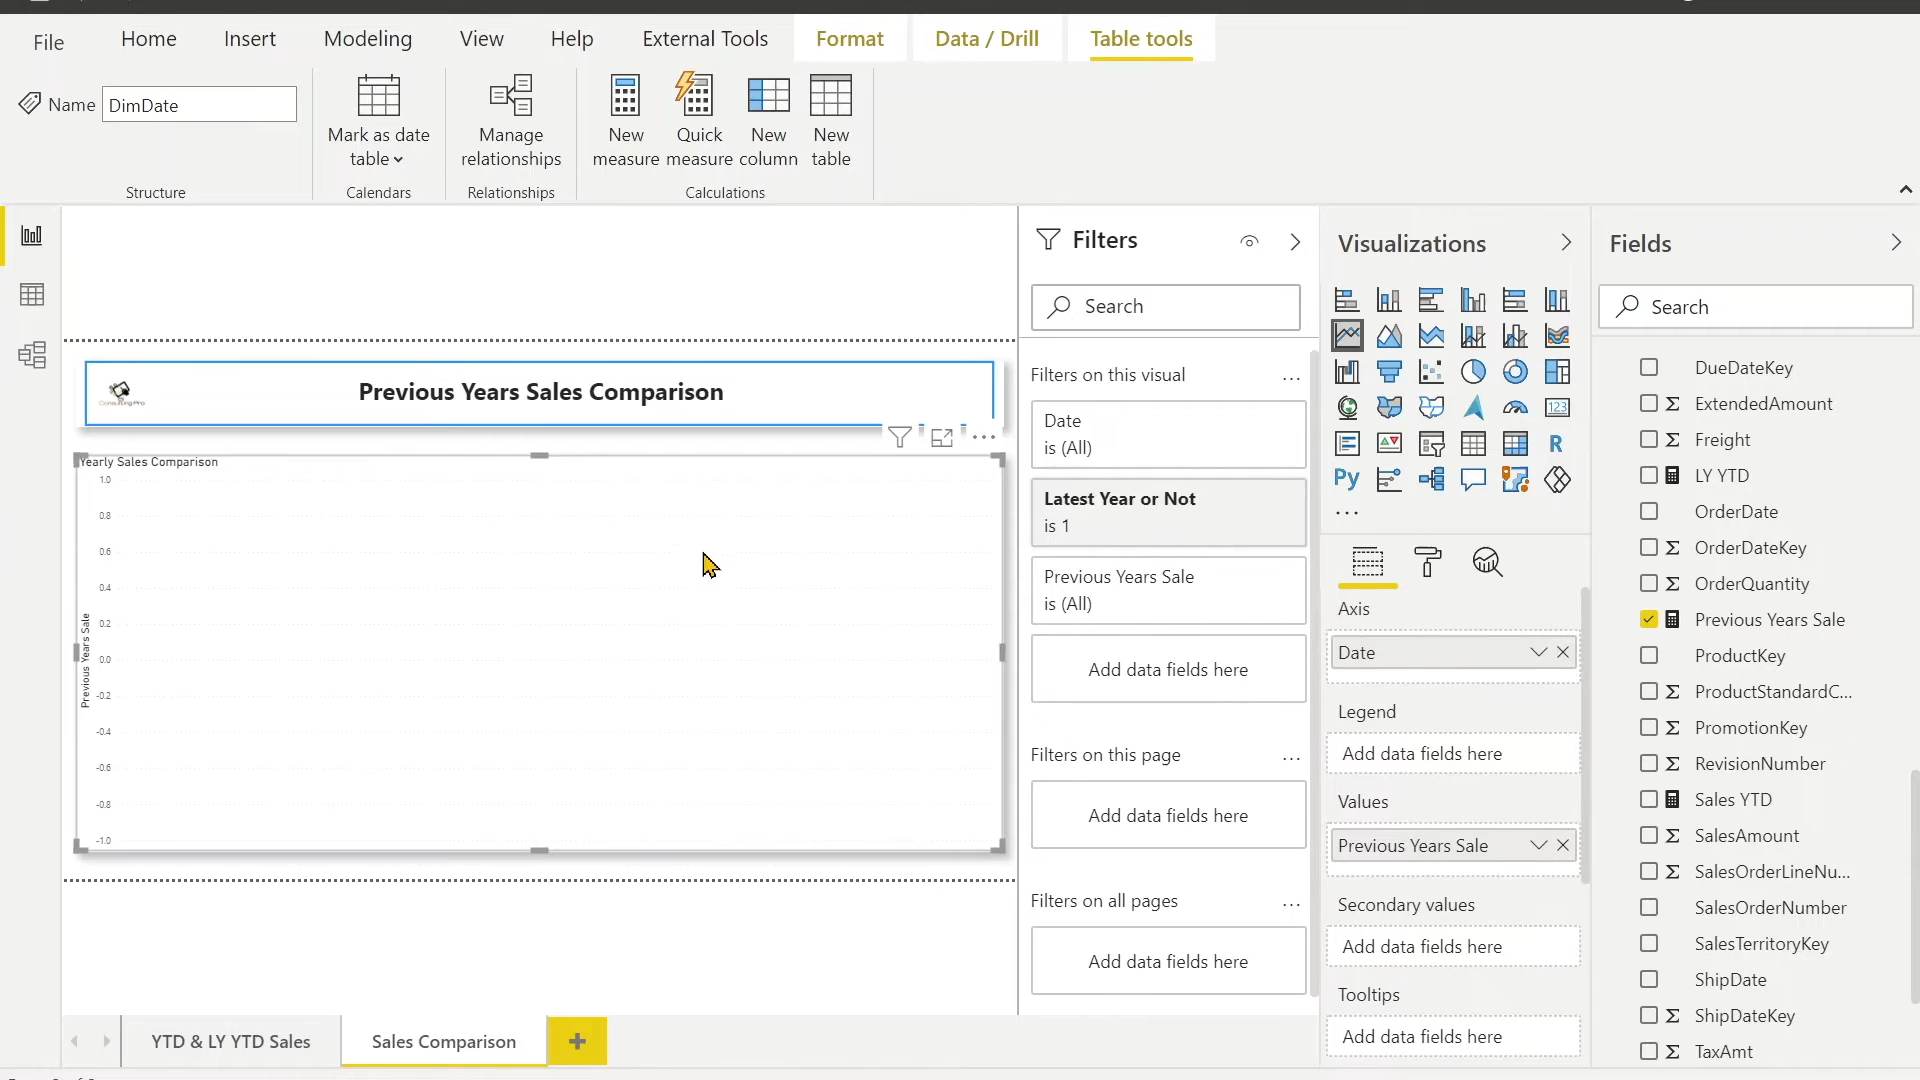 File
Home
Insert
Modeling
View
Help
External Tools
Format
Data / Drill
Table tools
Name
DimDate
Mark as date
table
Manage
relationships
New
measure
Quick
measure
New
column
New
table
Structure
Calendars
Relationships
Calculations
Previous Years Sales Comparison
Yearly Sales Comparison
1.0
0.8
0.6
0.4
0.2
0.0
-0.2
-0.4
-0.6
-0.8
-1.0
Previous Years Sale
YTD & LY YTD Sales
Sales Comparison
Filters
Search
Filters on this visual
Date
is (All)
Latest Year or Not
is 1
Previous Years Sale
is (All)
Add data fields here
Filters on this page
Add data fields here
Filters on all pages
Add data fields here
Visualizations
123
R
Py
Axis
Date
Legend
Add data fields here
Values
Previous Years Sale
Secondary values
Add data fields here
Tooltips
Add data fields here
Fields
Search
DueDateKey
ExtendedAmount
Freight
LY YTD
OrderDate
OrderDateKey
OrderQuantity
Previous Years Sale
ProductKey
ProductStandardC...
PromotionKey
RevisionNumber
Sales YTD
SalesAmount
SalesOrderLineNu...
SalesOrderNumber
SalesTerritoryKey
ShipDate
ShipDateKey
TaxAmt